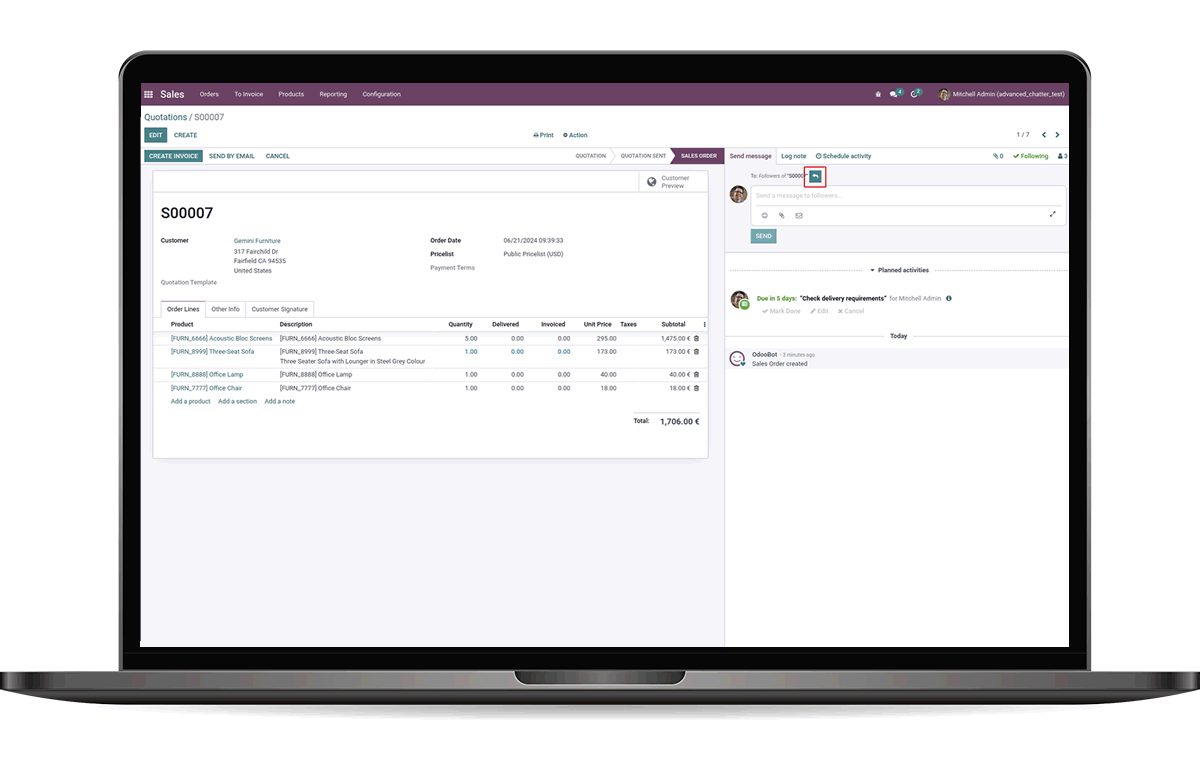 Sales Orders To Invoice Products Reporting Configuration 4 2 Mitchell Admin (advanced_chatter_test)
Quotations / S00007
EDIT CREATE Print Action 1 / 7
CREATE INVOICE SEND BY EMAIL CANCEL QUOTATION QUOTATION SENT SALES ORDER Send message Log note Schedule activity 0 Following 3
Customer
Preview
To: Followers of "S00007"
Send a message to followers...
SEND
S00007
Customer Gemini Furniture
317 Fairchild Dr
Fairfield CA 94535
United States
Quotation Template
Order Date 06/21/2024 09:39:33
Pricelist Public Pricelist (USD)
Payment Terms
Order Lines Other Info Customer Signature
Product Description Quantity Delivered Invoiced Unit Price Taxes Subtotal
[FURN_6666] Acoustic Bloc Screens [FURN_6666] Acoustic Bloc Screens 5.00 0.00 0.00 295.00 1,475.00 €
[FURN_8999] Three-Seat Sofa [FURN_8999] Three-Seat Sofa 1.00 0.00 0.00 173.00 173.00 €
Three Seater Sofa with Lounger in Steel Grey Colour
[FURN_8888] Office Lamp [FURN_8888] Office Lamp 1.00 0.00 0.00 40.00 40.00 €
[FURN_7777] Office Chair [FURN_7777] Office Chair 1.00 0.00 0.00 18.00 18.00 €
Add a product Add a section Add a note
Total: 1,706.00 €
Planned activities
Due in 5 days: "Check delivery requirements" for Mitchell Admin
Mark Done Edit Cancel
Today
OdooBot - 3 minutes ago
Sales Order created